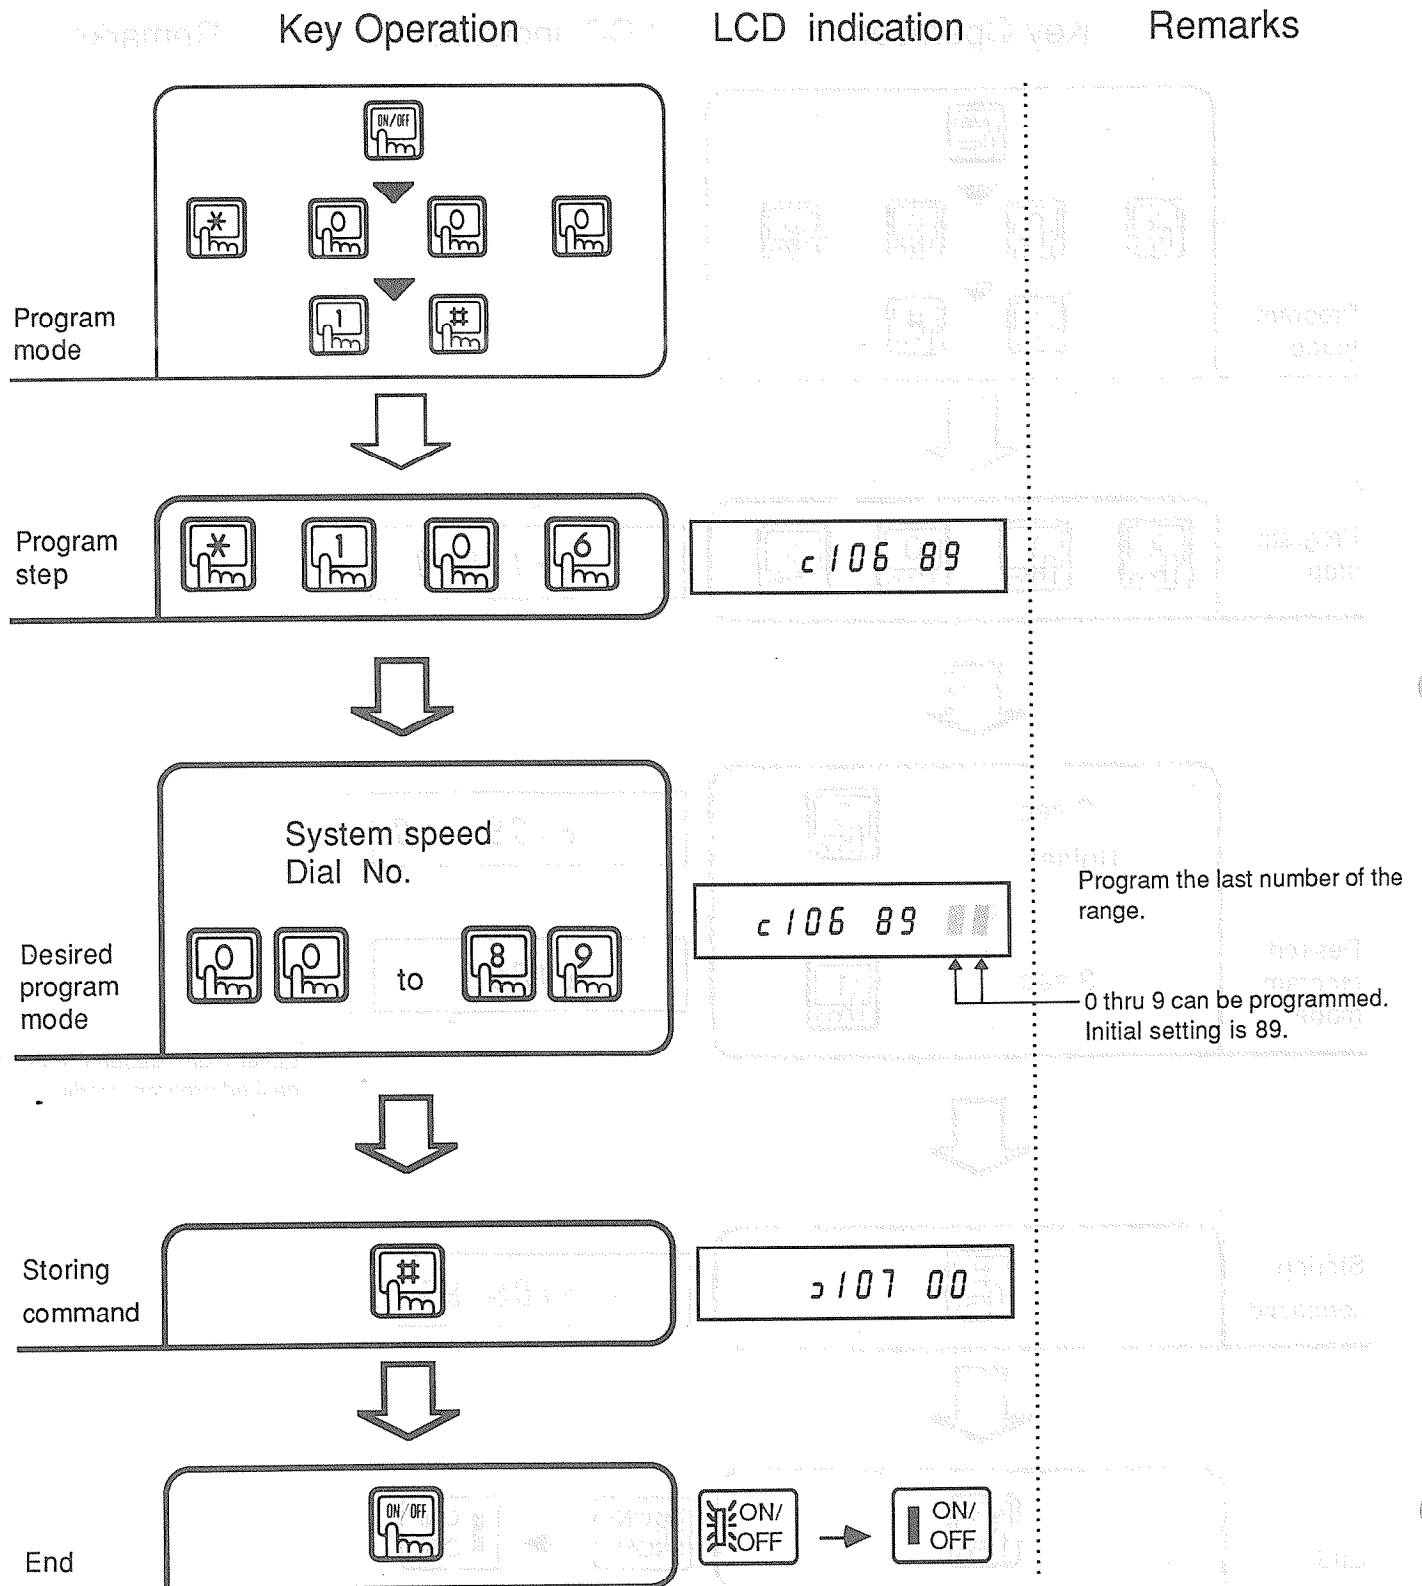 Key Operation LCD indication Remarks
ON/OFF
* 0 0 0
1 #
Program
mode
Program
step
* 1 0 6
c106 89
System speed
Dial No.
0 0 to 8 9
Desired
program
mode
c106 89
Program the last number of the
range.
0 thru 9 can be programmed.
Initial setting is 89.
Storing
command
#
ɔ107 00
End
ON/OFF
ON/
OFF
ON/
OFF